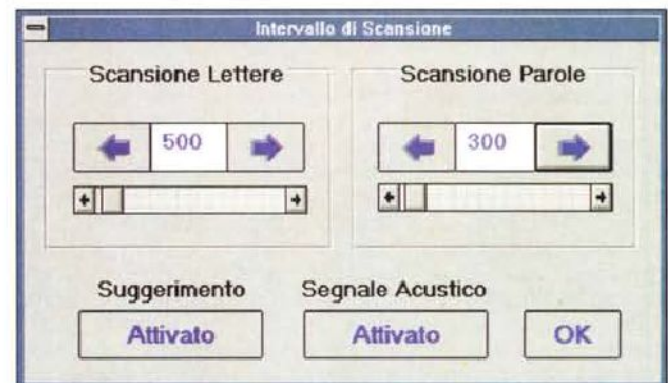 Intervallo di Scansione
Scansione Lettere
Scansione Parole
500
300
Suggerimento
Segnale Acustico
Attivato
Attivato
OK